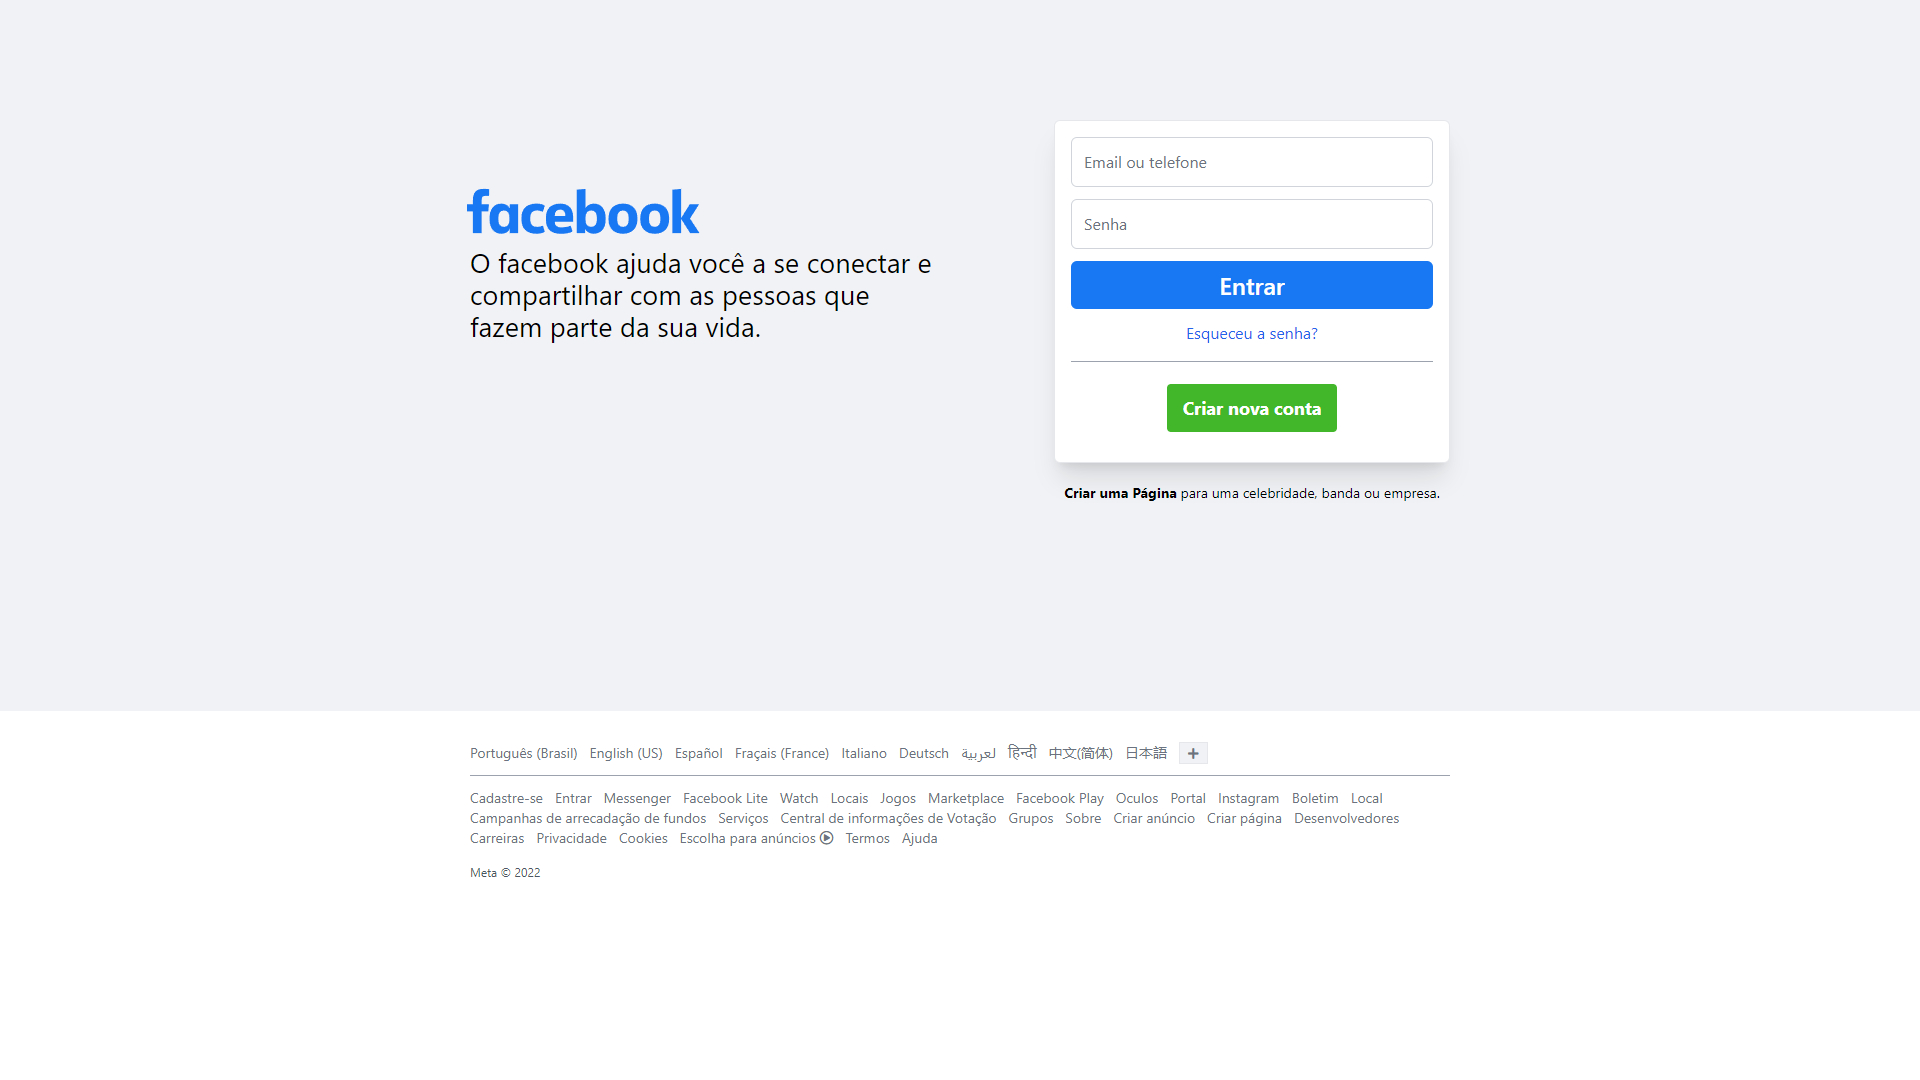 facebook
O facebook ajuda você a se conectar e
compartilhar com as pessoas que
fazem parte da sua vida.
Email ou telefone
Senha
Entrar
Esqueceu a senha?
Criar nova conta
Criar uma Página para uma celebridade, banda ou empresa.
Português (Brasil) English (US) Español Fraçais (France) Italiano Deutsch لعربية हिन्दी 中文(简体) 日本語 +
Cadastre-se Entrar Messenger Facebook Lite Watch Locais Jogos Marketplace Facebook Play Oculos Portal Instagram Boletim Local
Campanhas de arrecadação de fundos Serviços Central de informações de Votação Grupos Sobre Criar anúncio Criar página Desenvolvedores
Carreiras Privacidade Cookies Escolha para anúncios Termos Ajuda
Meta © 2022